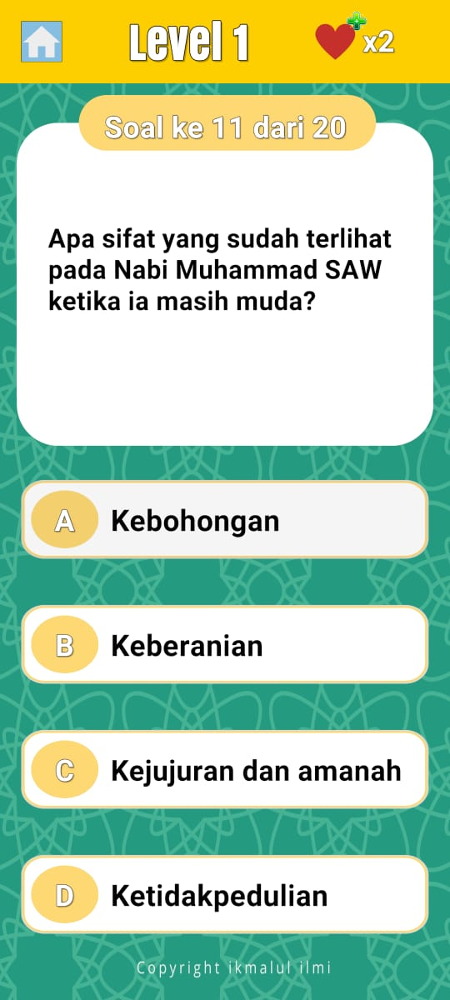 Level 1
x2
Soal ke 11 dari 20
Apa sifat yang sudah terlihat
pada Nabi Muhammad SAW
ketika ia masih muda?
A Kebohongan
B Keberanian
C Kejujuran dan amanah
D Ketidakpedulian
Copyright ikmalul ilmi